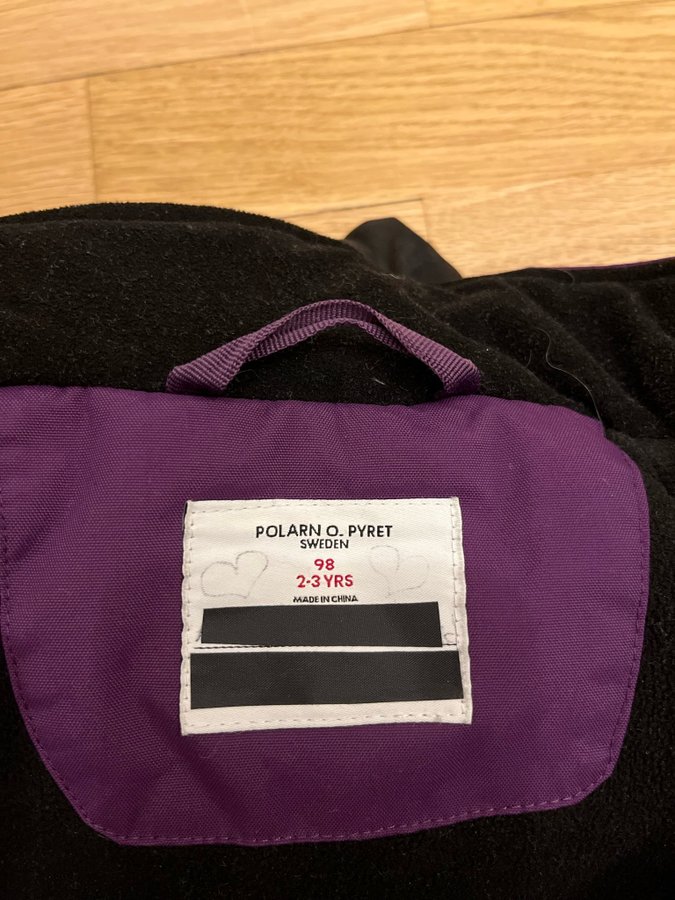 POLARN O. PYRET
SWEDEN
98
2-3 YRS
MADE IN CHINA